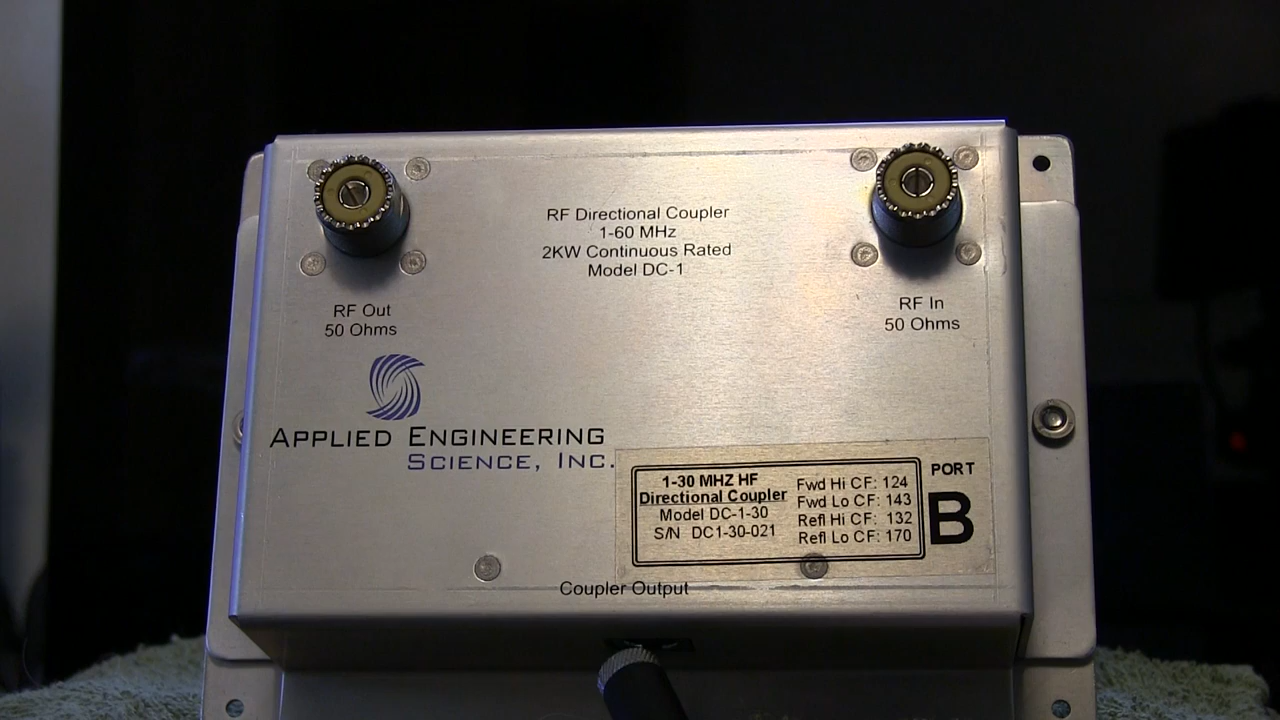 RF Directional Coupler
1-60 MHz
2KW Continuous Rated
Model DC-1
RF Out
50 Ohms
RF In
50 Ohms
APPLIED ENGINEERING
SCIENCE, INC.
1-30 MHZ HF
Directional Coupler
Model DC-1-30
S/N DC1-30-021
Fwd Hi CF: 124
Fwd Lo CF: 143
Refl Hi CF: 132
Refl Lo CF: 170
PORT
B
Coupler Output